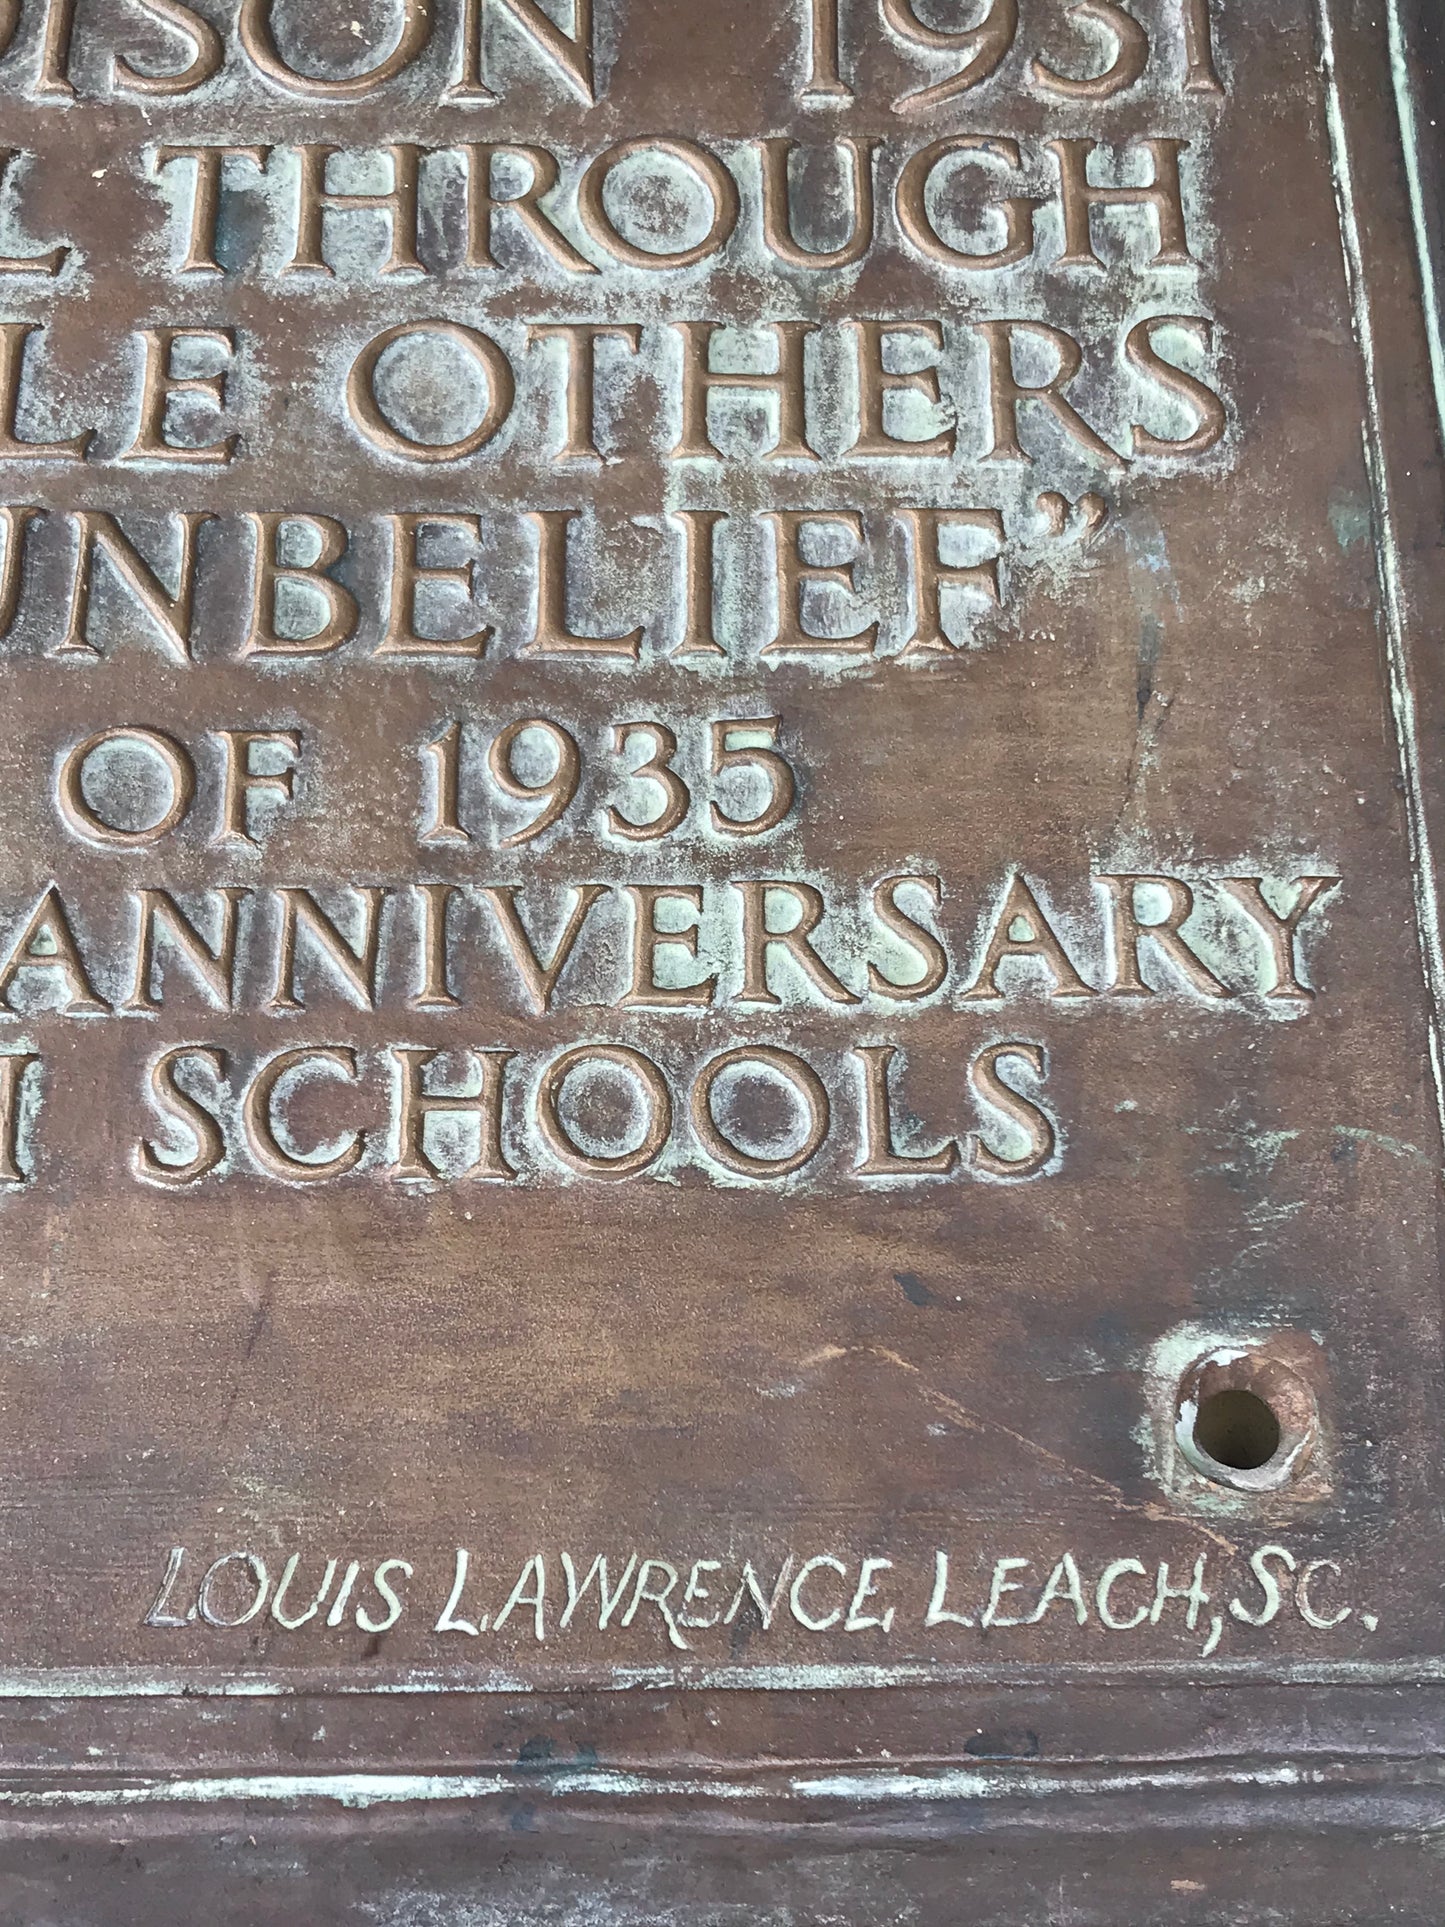 ISON 1931
L THROUGH
LE OTHERS
UNBELIEF”
OF 1935
ANNIVERSARY
SCHOOLS
LOUIS LAWRENCE LEACH, SC.